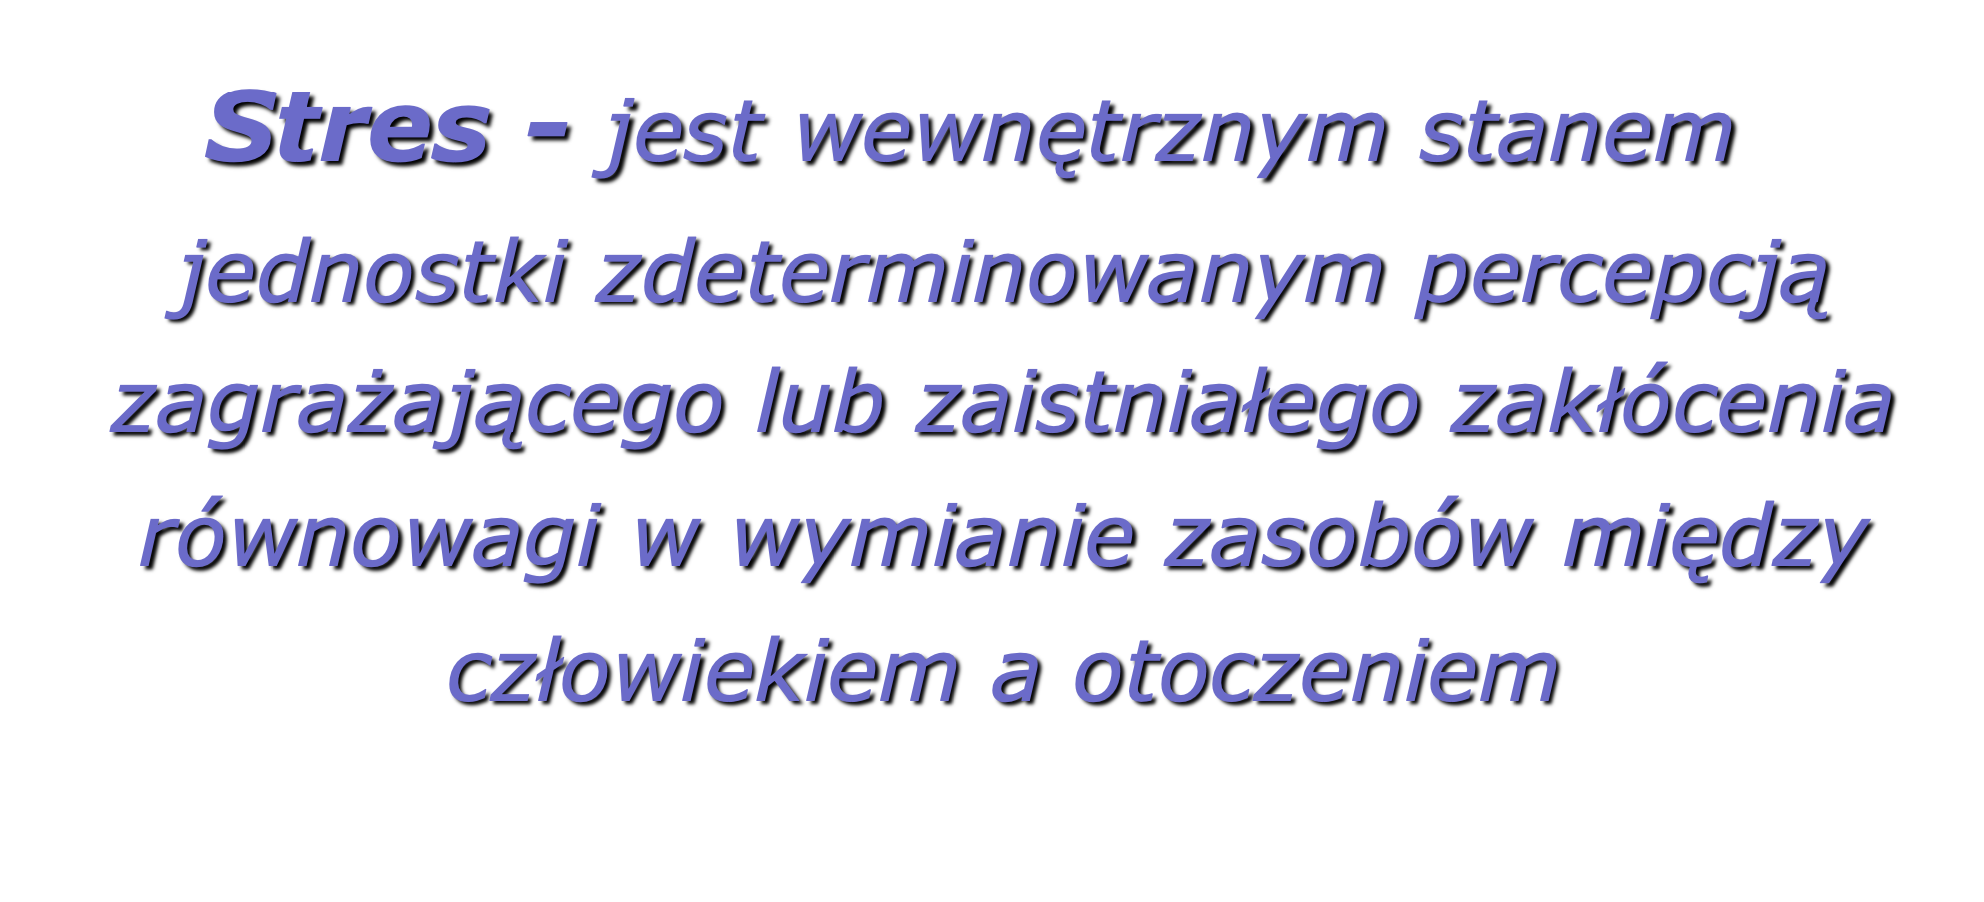 Stres - jest wewnętrznym stanem
jednostki zdeterminowanym percepcją
zagrażającego lub zaistniałego zakłócenia
równowagi w wymianie zasobów między
człowiekiem a otoczeniem